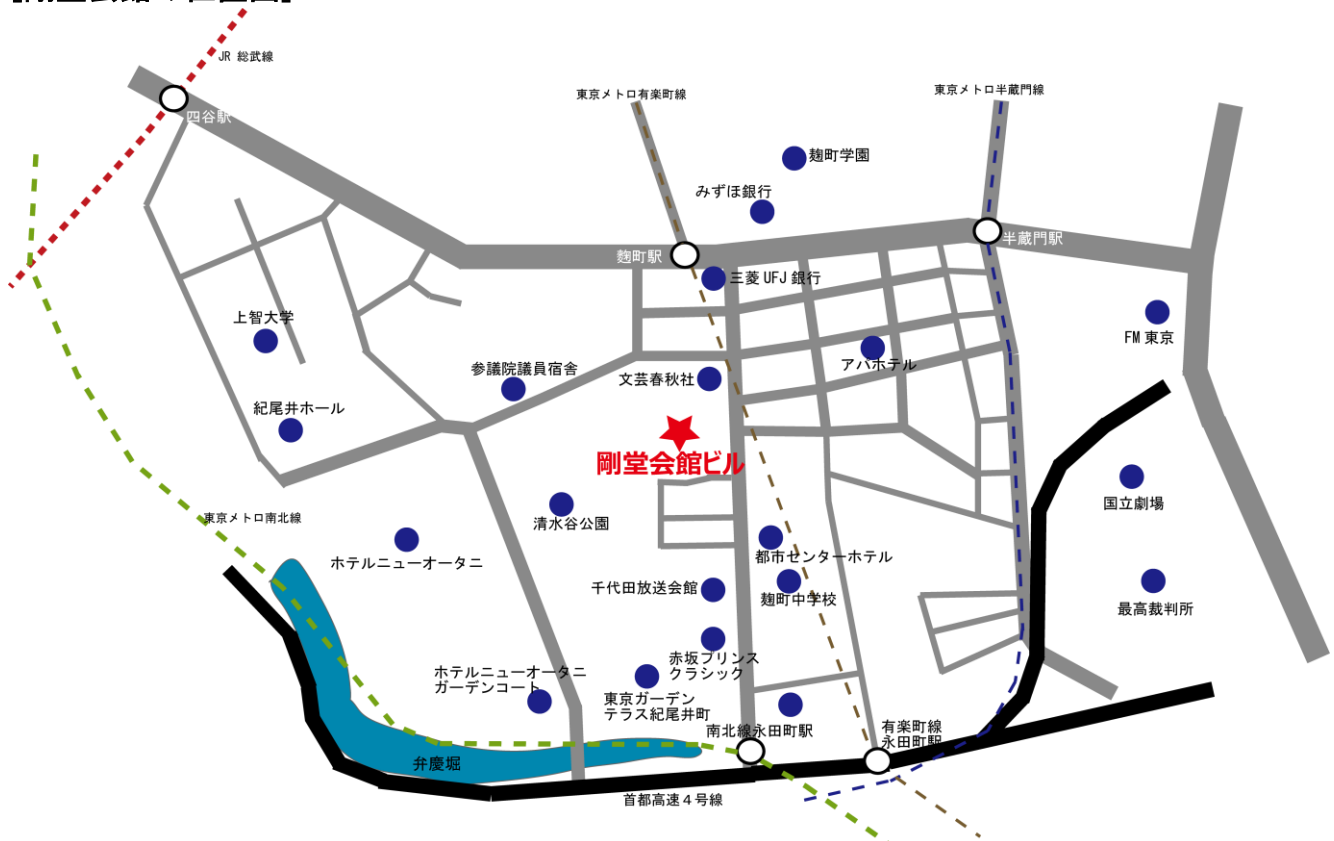 JR 総武線
四谷駅
東京メトロ有楽町線
東京メトロ半蔵門線
麹町学園
みずほ銀行
麹町駅
半蔵門駅
三菱 UFJ 銀行
上智大学
FM 東京
参議院議員宿舎
文芸春秋社
アパホテル
紀尾井ホール
剛堂会館ビル
東京メトロ南北線
清水谷公園
国立劇場
ホテルニューオータニ
都市センターホテル
千代田放送会館
麹町中学校
最高裁判所
ホテルニューオータニ
ガーデンコート
赤坂プリンス
クラシック
東京ガーデン
テラス紀尾井町
南北線永田町駅
有楽町線
永田町駅
弁慶堀
首都高速４号線